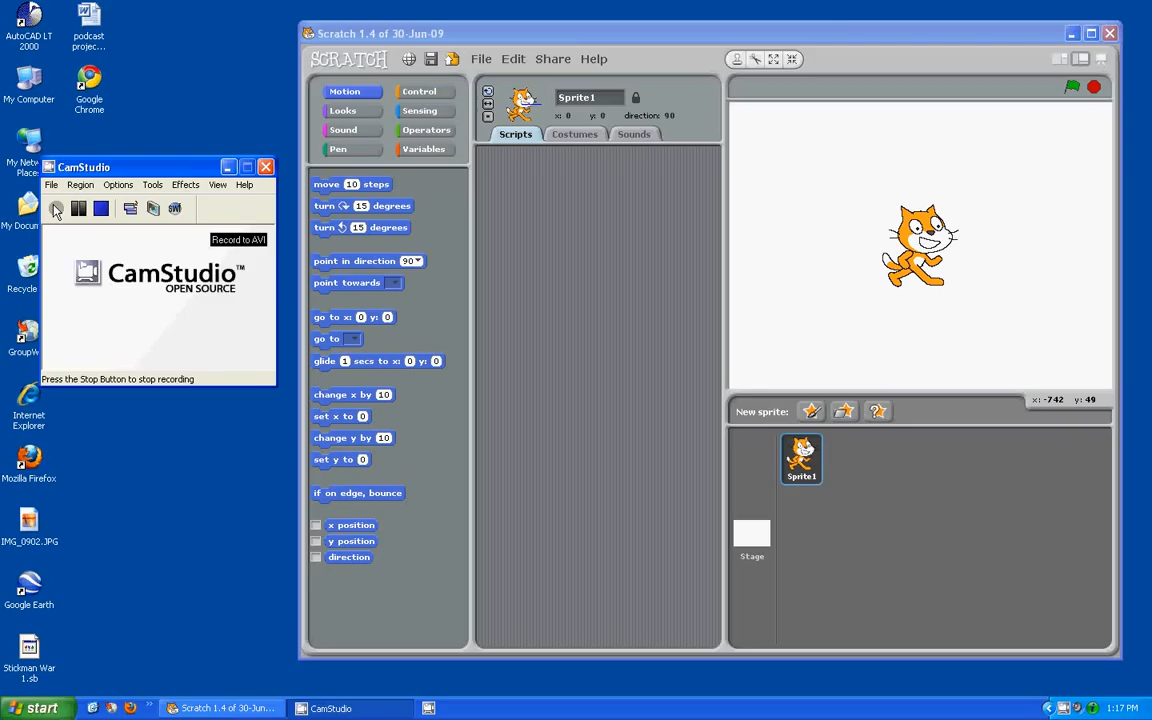 AutoCAD LT
2000
podcast
projec...
My Computer
Google
Chrome
My Netw
Places
My Docum
Recycle
GroupW
Internet
Explorer
Mozilla Firefox
IMG_0902.JPG
Google Earth
Stickman War
1.sb
CamStudio
File Region Options Tools Effects View Help
Record to AVI
CamStudio™
OPEN SOURCE
Press the Stop Button to stop recording
Scratch 1.4 of 30-Jun-09
SCRATCH File Edit Share Help
Motion Control
Looks Sensing
Sound Operators
Pen Variables
move 10 steps
turn 15 degrees
turn 15 degrees
point in direction 90
point towards
go to x: 0 y: 0
go to
glide 1 secs to x: 0 y: 0
change x by 10
set x to 0
change y by 10
set y to 0
if on edge, bounce
x position
y position
direction
Sprite1
x: 0 y: 0 direction: 90
Scripts Costumes Sounds
x: -742 y: 49
New sprite:
Sprite1
Stage
start
Scratch 1.4 of 30-Jun...
CamStudio
1:17 PM